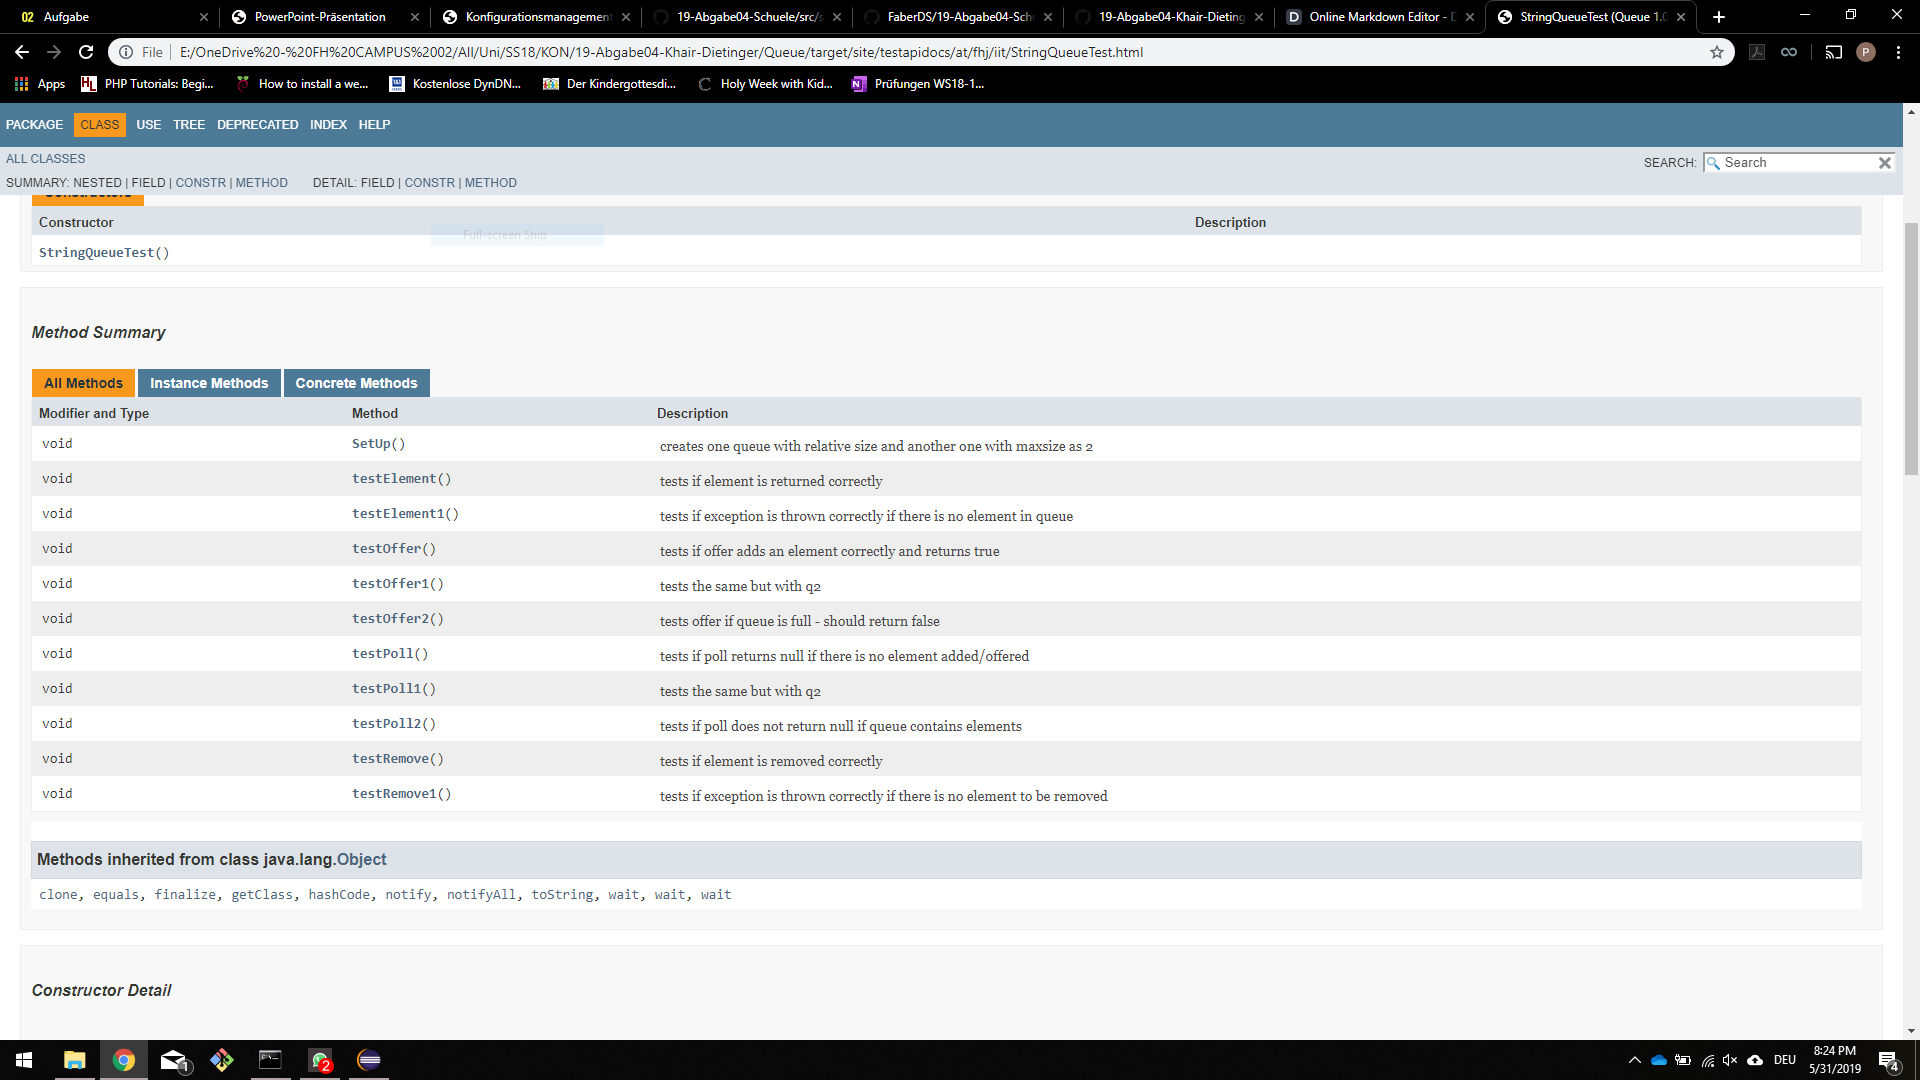 02 Aufgabe
PowerPoint-Präsentation
Konfigurationsmanagement
19-Abgabe04-Schuele/src/s
FaberDS/19-Abgabe04-Sch
19-Abgabe04-Khair-Dieting
D Online Markdown Editor - D
StringQueueTest (Queue 1.0
File E:/OneDrive%20-%20FH%20CAMPUS%2002/All/Uni/SS18/KON/19-Abgabe04-Khair-Dietinger/Queue/target/site/testapidocs/at/fhj/iit/StringQueueTest.html
P
Apps
HL PHP Tutorials: Begi...
How to install a we...
Kostenlose DynDN...
Der Kindergottesdi...
Holy Week with Kid...
N Prüfungen WS18-1...
PACKAGE CLASS USE TREE DEPRECATED INDEX HELP
ALL CLASSES
SEARCH: Search
SUMMARY: NESTED | FIELD | CONSTR | METHOD DETAIL: FIELD | CONSTR | METHOD
Constructors
Constructor Description
Full-screen Snip
StringQueueTest()
Method Summary
All Methods Instance Methods Concrete Methods
Modifier and Type Method Description
void SetUp() creates one queue with relative size and another one with maxsize as 2
void testElement() tests if element is returned correctly
void testElement1() tests if exception is thrown correctly if there is no element in queue
void testOffer() tests if offer adds an element correctly and returns true
void testOffer1() tests the same but with q2
void testOffer2() tests offer if queue is full - should return false
void testPoll() tests if poll returns null if there is no element added/offered
void testPoll1() tests the same but with q2
void testPoll2() tests if poll does not return null if queue contains elements
void testRemove() tests if element is removed correctly
void testRemove1() tests if exception is thrown correctly if there is no element to be removed
Methods inherited from class java.lang.Object
clone, equals, finalize, getClass, hashCode, notify, notifyAll, toString, wait, wait, wait
Constructor Detail
1
2
DEU
8:24 PM
5/31/2019
4